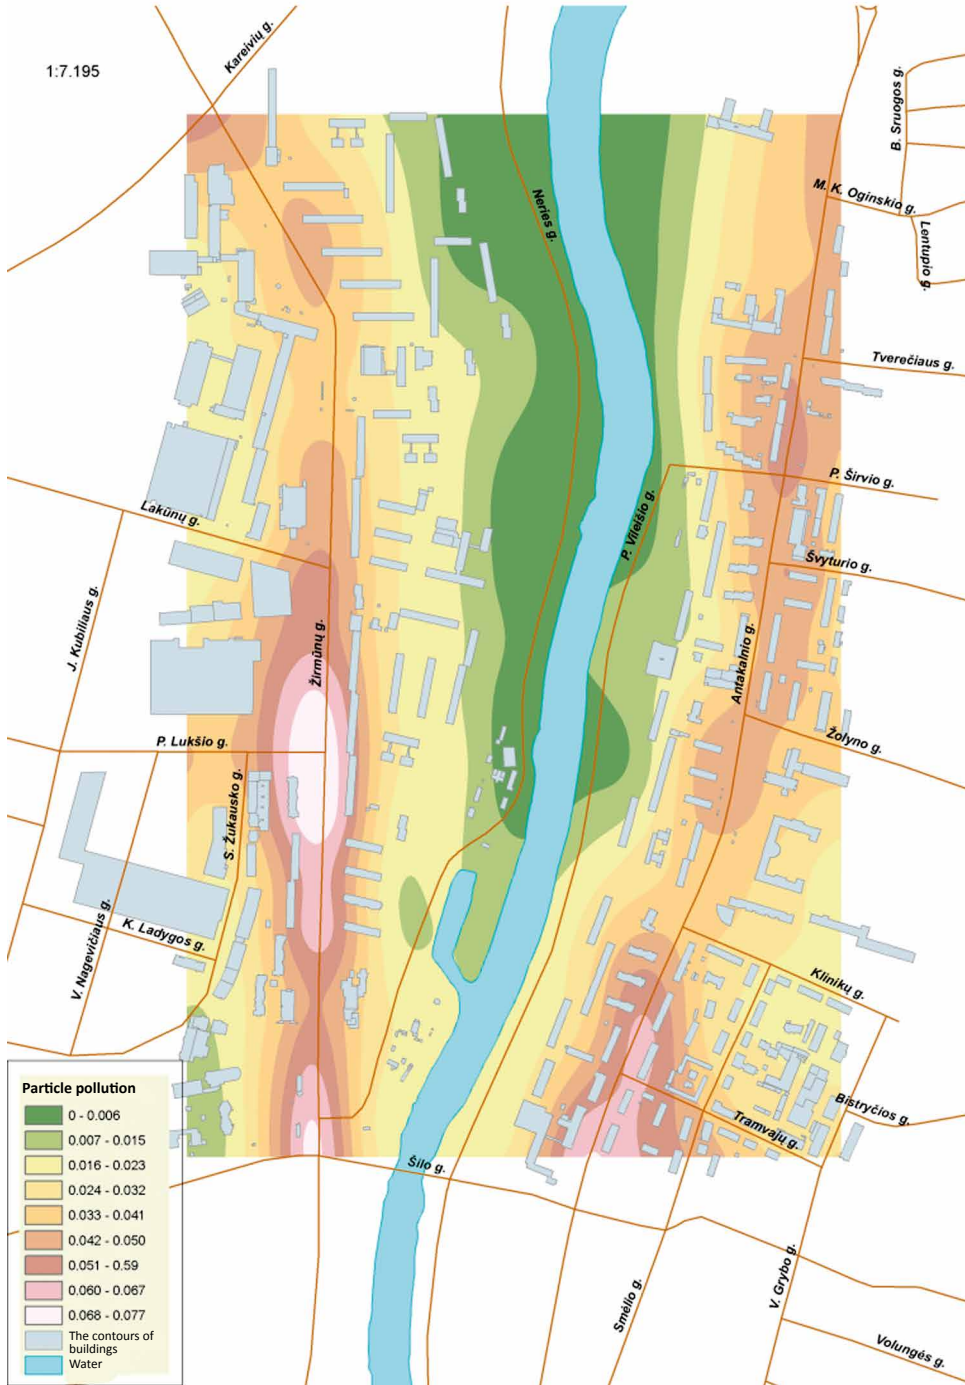 1:7.195
Kareivių g.
B. Sruogos g.
M. K. Oginskio g.
Lentupio g.
Neries g.
Tverečiaus g.
P. Širvio g.
P. Vileišio g.
Lakūnų g.
Švyturio g.
J. Kubiliaus g.
Žirmūnų g.
Antakalnio g.
Žolyno g.
P. Lukšio g.
S. Žukausko g.
V. Nagevičiaus g.
K. Ladygos g.
Klinikų g.
Bistryčios g.
Tramvajų g.
Šilo g.
Smėlio g.
V. Grybo g.
Volungės g.
Particle pollution
0 - 0.006
0.007 - 0.015
0.016 - 0.023
0.024 - 0.032
0.033 - 0.041
0.042 - 0.050
0.051 - 0.59
0.060 - 0.067
0.068 - 0.077
The contours of
buildings
Water